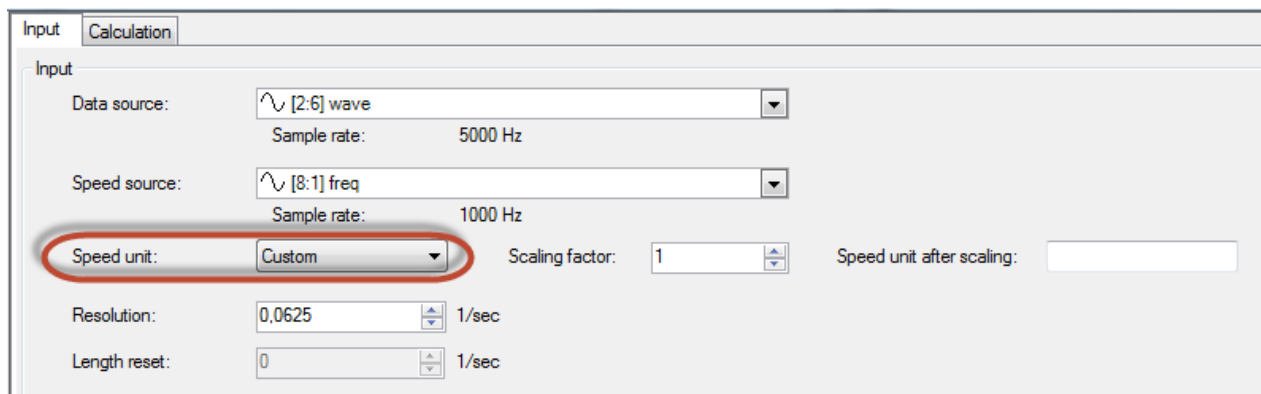 Input Calculation
Input
Data source: [2:6] wave
Sample rate: 5000 Hz
Speed source: [8:1] freq
Sample rate: 1000 Hz
Speed unit: Custom Scaling factor: 1 Speed unit after scaling:
Resolution: 0,0625 1/sec
Length reset: 0 1/sec